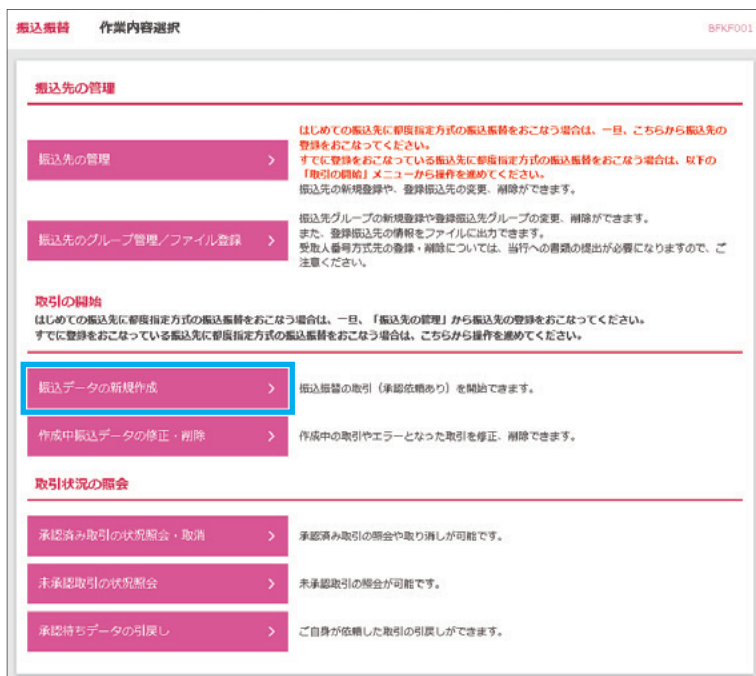 振込振替 作業内容選択 BFKF001
振込先の管理
振込先の管理
はじめての振込先に都度指定方式の振込振替をおこなう場合は、一旦、こちらから振込先の
登録をおこなってください。
すでに登録をおこなっている振込先に都度指定方式の振込振替をおこなう場合は、以下の
「取引の開始」メニューから操作を進めてください。
振込先の新規登録や、登録振込先の変更、削除ができます。
振込先のグループ管理／ファイル登録
振込先グループの新規登録や登録振込先グループの変更、削除ができます。
また、登録振込先の情報をファイルに出力できます。
受取人番号方式先の登録・削除については、当行への書類の提出が必要になりますので、ご
注意ください。
取引の開始
はじめての振込先に都度指定方式の振込振替をおこなう場合は、一旦、「振込先の管理」から振込先の登録をおこなってください。
すでに登録をおこなっている振込先に都度指定方式の振込振替をおこなう場合は、こちらから操作を進めてください。
振込データの新規作成
振込振替の取引（承認依頼あり）を開始できます。
作成中振込データの修正・削除
作成中の取引やエラーとなった取引を修正、削除できます。
取引状況の照会
承認済み取引の状況照会・取消
承認済み取引の照会や取り消しが可能です。
未承認取引の状況照会
未承認取引の照会が可能です。
承認待ちデータの引戻し
ご自身が依頼した取引の引戻しができます。